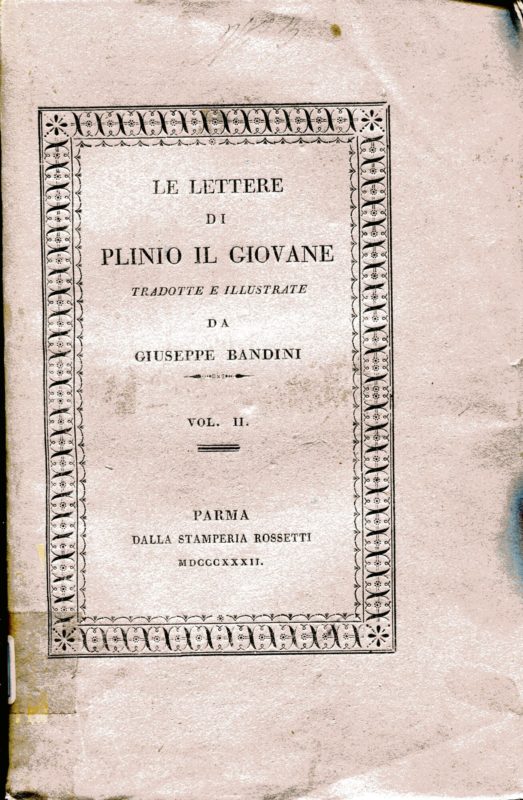 LE LETTERE
DI
PLINIO IL GIOVANE
TRADOTTE E ILLUSTRATE
DA
GIUSEPPE BANDINI
VOL. II.
PARMA
DALLA STAMPERIA ROSSETTI
MDCCCXXXII.